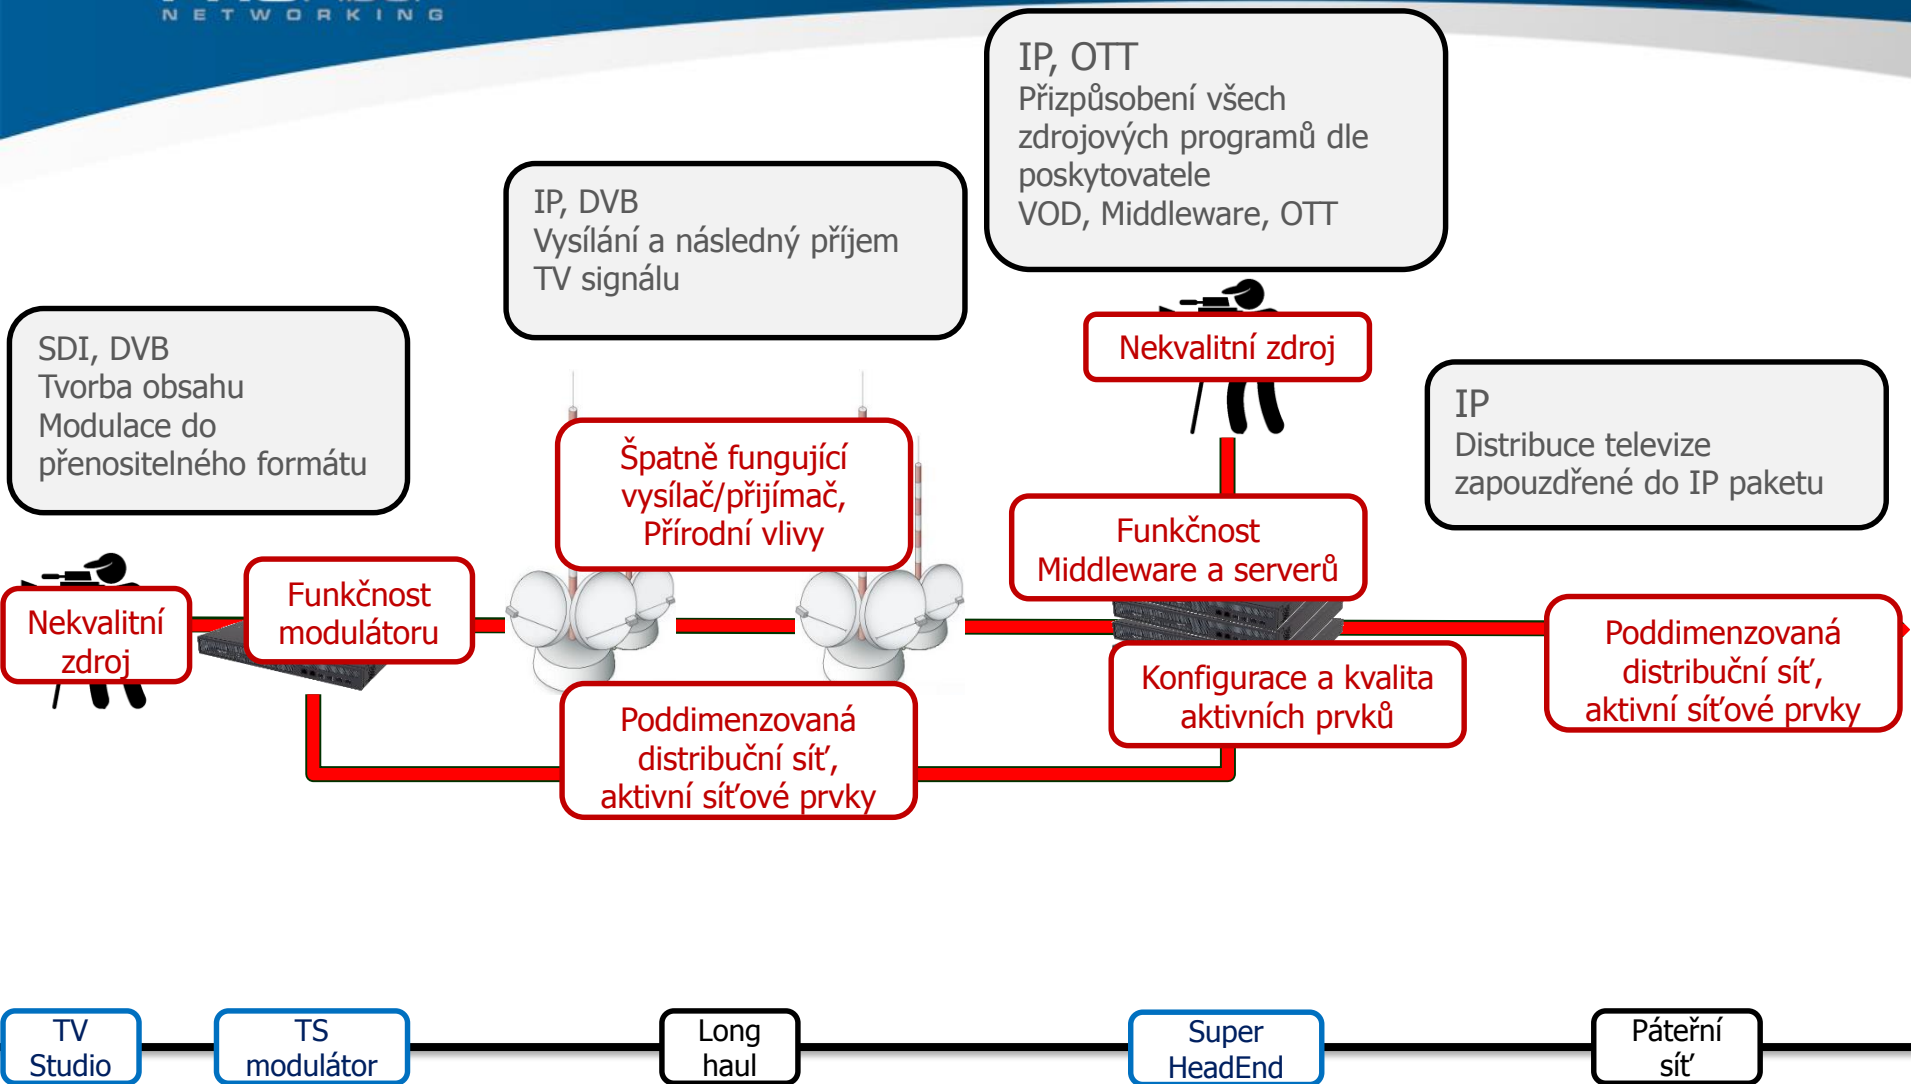 NETWORKING
IP, OTT
Přizpůsobení všech
zdrojových programů dle
poskytovatele
VOD, Middleware, OTT
IP, DVB
Vysílání a následný příjem
TV signálu
SDI, DVB
Tvorba obsahu
Modulace do
přenositelného formátu
Nekvalitní zdroj
IP
Distribuce televize
zapouzdřené do IP paketu
Špatně fungující
vysílač/přijímač,
Přírodní vlivy
Funkčnost
Middleware a serverů
Nekvalitní
zdroj
Funkčnost
modulátoru
Poddimenzovaná
distribuční síť,
aktivní síťové prvky
Konfigurace a kvalita
aktivních prvků
Poddimenzovaná
distribuční síť,
aktivní síťové prvky
TV
Studio
TS
modulátor
Long
haul
Super
HeadEnd
Páteřní
síť